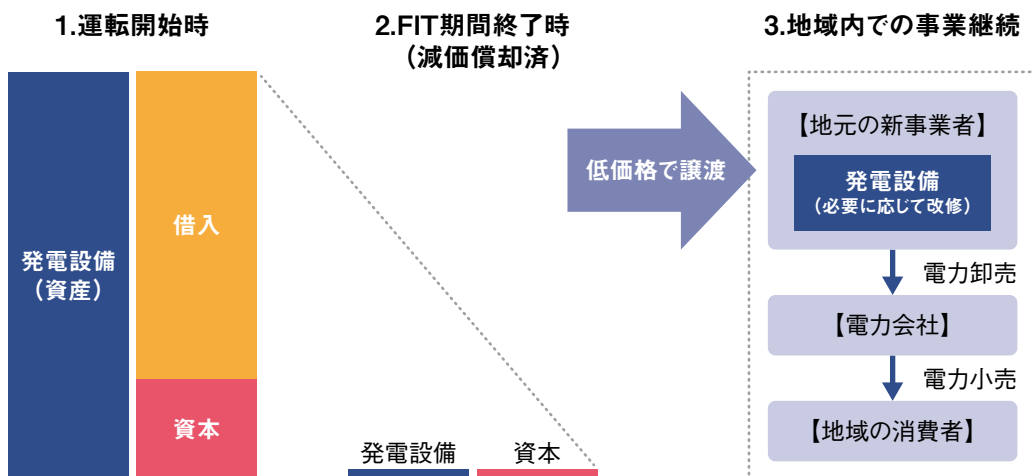 1.運転開始時
発電設備
（資産）
借入
資本
2.FIT期間終了時
（減価償却済）
発電設備
資本
低価格で譲渡
3.地域内での事業継続
【地元の新事業者】
発電設備
（必要に応じて改修）
電力卸売
【電力会社】
電力小売
【地域の消費者】